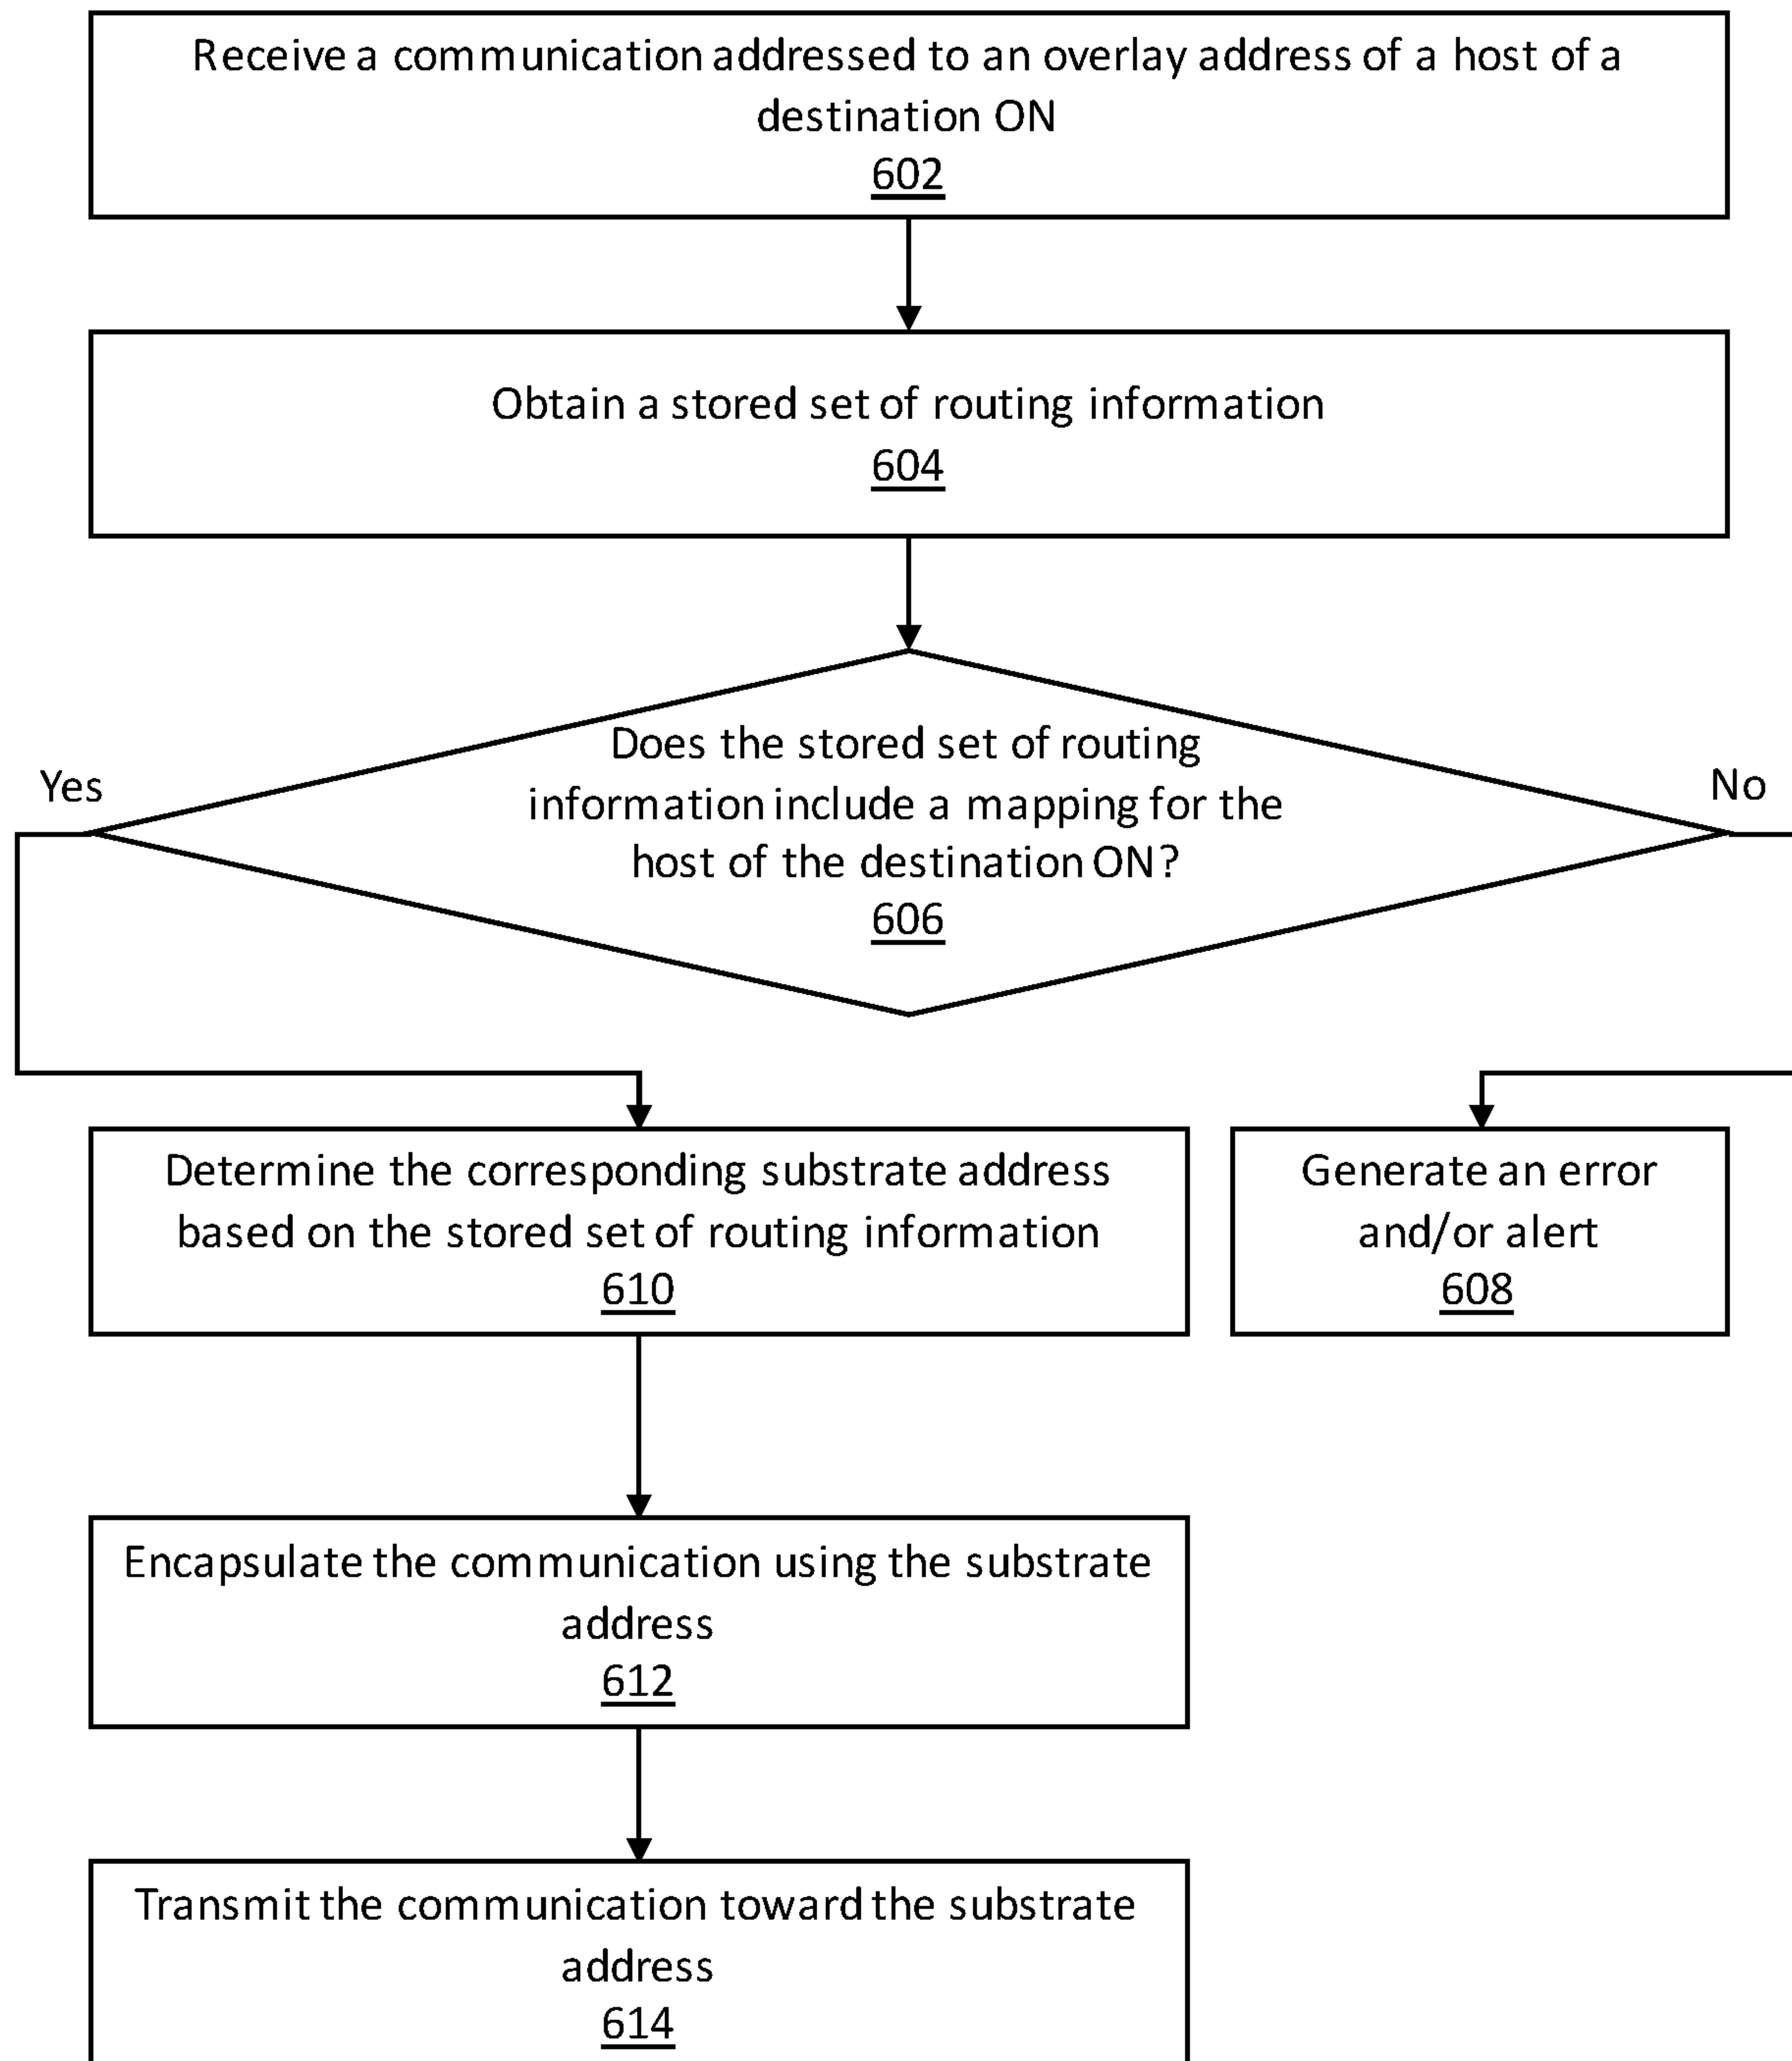 Receive a communication addressed to an overlay address of a host of a
destination ON
602
Obtain a stored set of routing information
604
Does the stored set of routing
information include a mapping for the
host of the destination ON?
606
Yes
No
Determine the corresponding substrate address
based on the stored set of routing information
610
Generate an error
and/or alert
608
Encapsulate the communication using the substrate
address
612
Transmit the communication toward the substrate
address
614